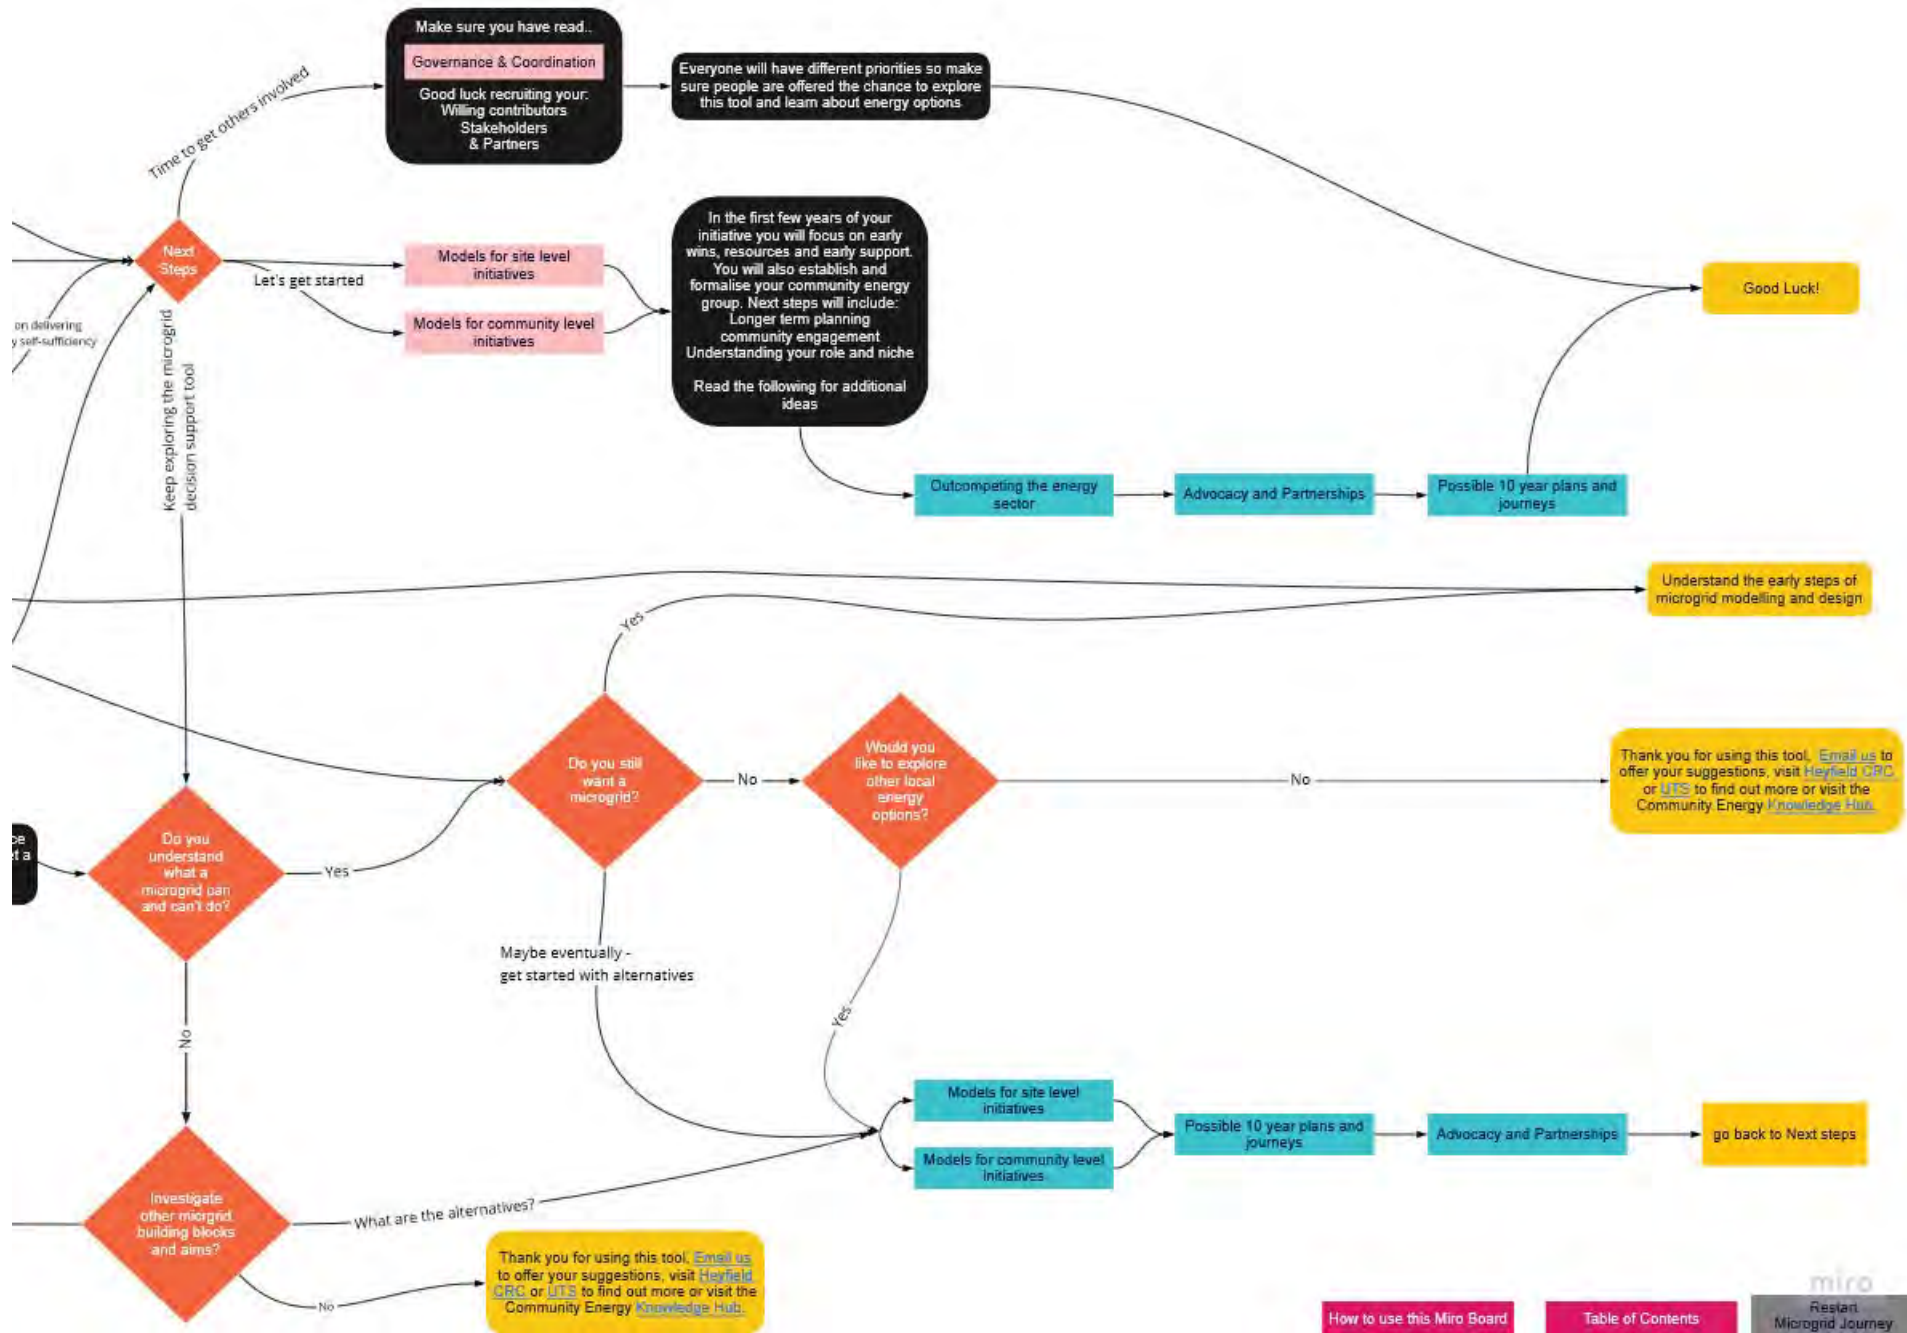 Make sure you have read..
Governance & Coordination
Good luck recruiting your:
Willing contributors
Stakeholders
& Partners
Everyone will have different priorities so make
sure people are offered the chance to explore
this tool and learn about energy options
Time to get others involved
Next
Steps
Let's get started
Models for site level
initiatives
Models for community level
initiatives
In the first few years of your
initiative you will focus on early
wins, resources and early support.
You will also establish and
formalise your community energy
group. Next steps will include:
Longer term planning
community engagement
Understanding your role and niche
Read the following for additional
ideas
Good Luck!
on delivering
y self-sufficiency
Keep exploring the microgrid
decision support tool
Outcompeting the energy
sector
Advocacy and Partnerships
Possible 10 year plans and
journeys
Understand the early steps of
microgrid modelling and design
Yes
Do you still
want a
microgrid?
No
Would you
like to explore
other local
energy
options?
No
Thank you for using this tool, Email us to
offer your suggestions, visit Heyfield CRC
or UTS to find out more or visit the
Community Energy Knowledge Hub.
ce
et a
Do you
understand
what a
microgrid can
and can't do?
Yes
Maybe eventually -
get started with alternatives
Yes
No
Models for site level
initiatives
Models for community level
initiatives
Possible 10 year plans and
journeys
Advocacy and Partnerships
go back to Next steps
Investigate
other micrgrid
building blocks
and aims?
What are the alternatives?
No
Thank you for using this tool, Email us
to offer your suggestions, visit Heyfield
CRC or UTS to find out more or visit the
Community Energy Knowledge Hub.
miro
How to use this Miro Board
Table of Contents
Restart
Microgrid Journey